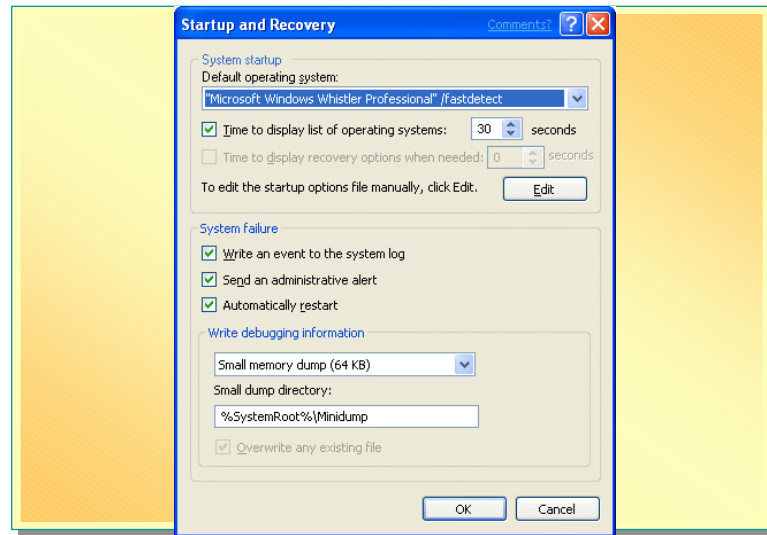 Startup and Recovery Comments?
System startup
Default operating system:
"Microsoft Windows Whistler Professional" /fastdetect
Time to display list of operating systems: 30 seconds
Time to display recovery options when needed: 0 seconds
To edit the startup options file manually, click Edit. Edit
System failure
Write an event to the system log
Send an administrative alert
Automatically restart
Write debugging information
Small memory dump (64 KB)
Small dump directory:
%SystemRoot%\Minidump
Overwrite any existing file
OK Cancel